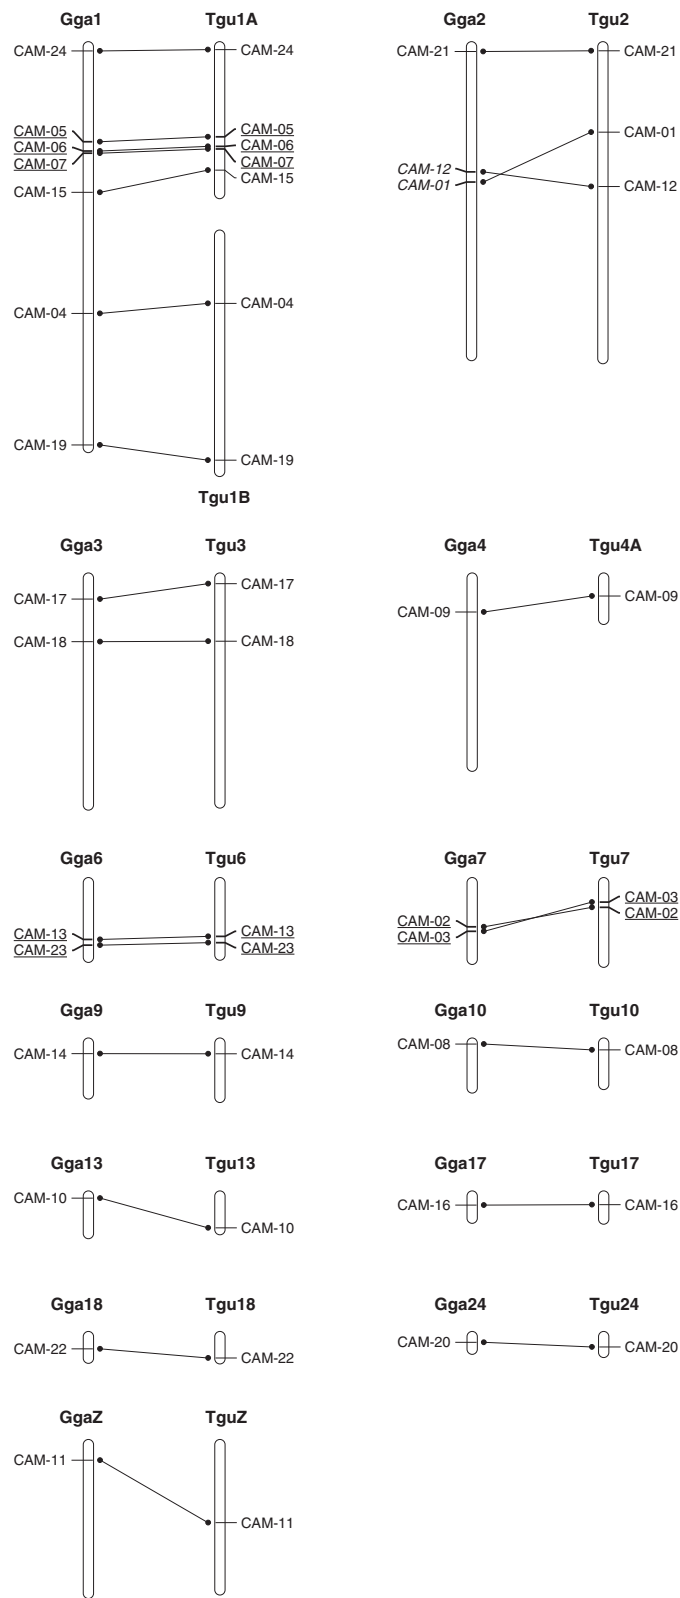 Gga1
Tgu1A
CAM-24
CAM-24
CAM-05
CAM-05
CAM-06
CAM-06
CAM-07
CAM-07
CAM-15
CAM-15
CAM-04
CAM-04
CAM-19
CAM-19
Tgu1B
Gga2
Tgu2
CAM-21
CAM-21
CAM-01
CAM-12
CAM-01
CAM-12
Gga3
Tgu3
CAM-17
CAM-17
CAM-18
CAM-18
Gga4
Tgu4A
CAM-09
CAM-09
Gga6
Tgu6
CAM-13
CAM-13
CAM-23
CAM-23
Gga7
Tgu7
CAM-03
CAM-02
CAM-02
CAM-03
Gga9
Tgu9
CAM-14
CAM-14
Gga10
Tgu10
CAM-08
CAM-08
Gga13
Tgu13
CAM-10
CAM-10
Gga17
Tgu17
CAM-16
CAM-16
Gga18
Tgu18
CAM-22
CAM-22
Gga24
Tgu24
CAM-20
CAM-20
GgaZ
TguZ
CAM-11
CAM-11